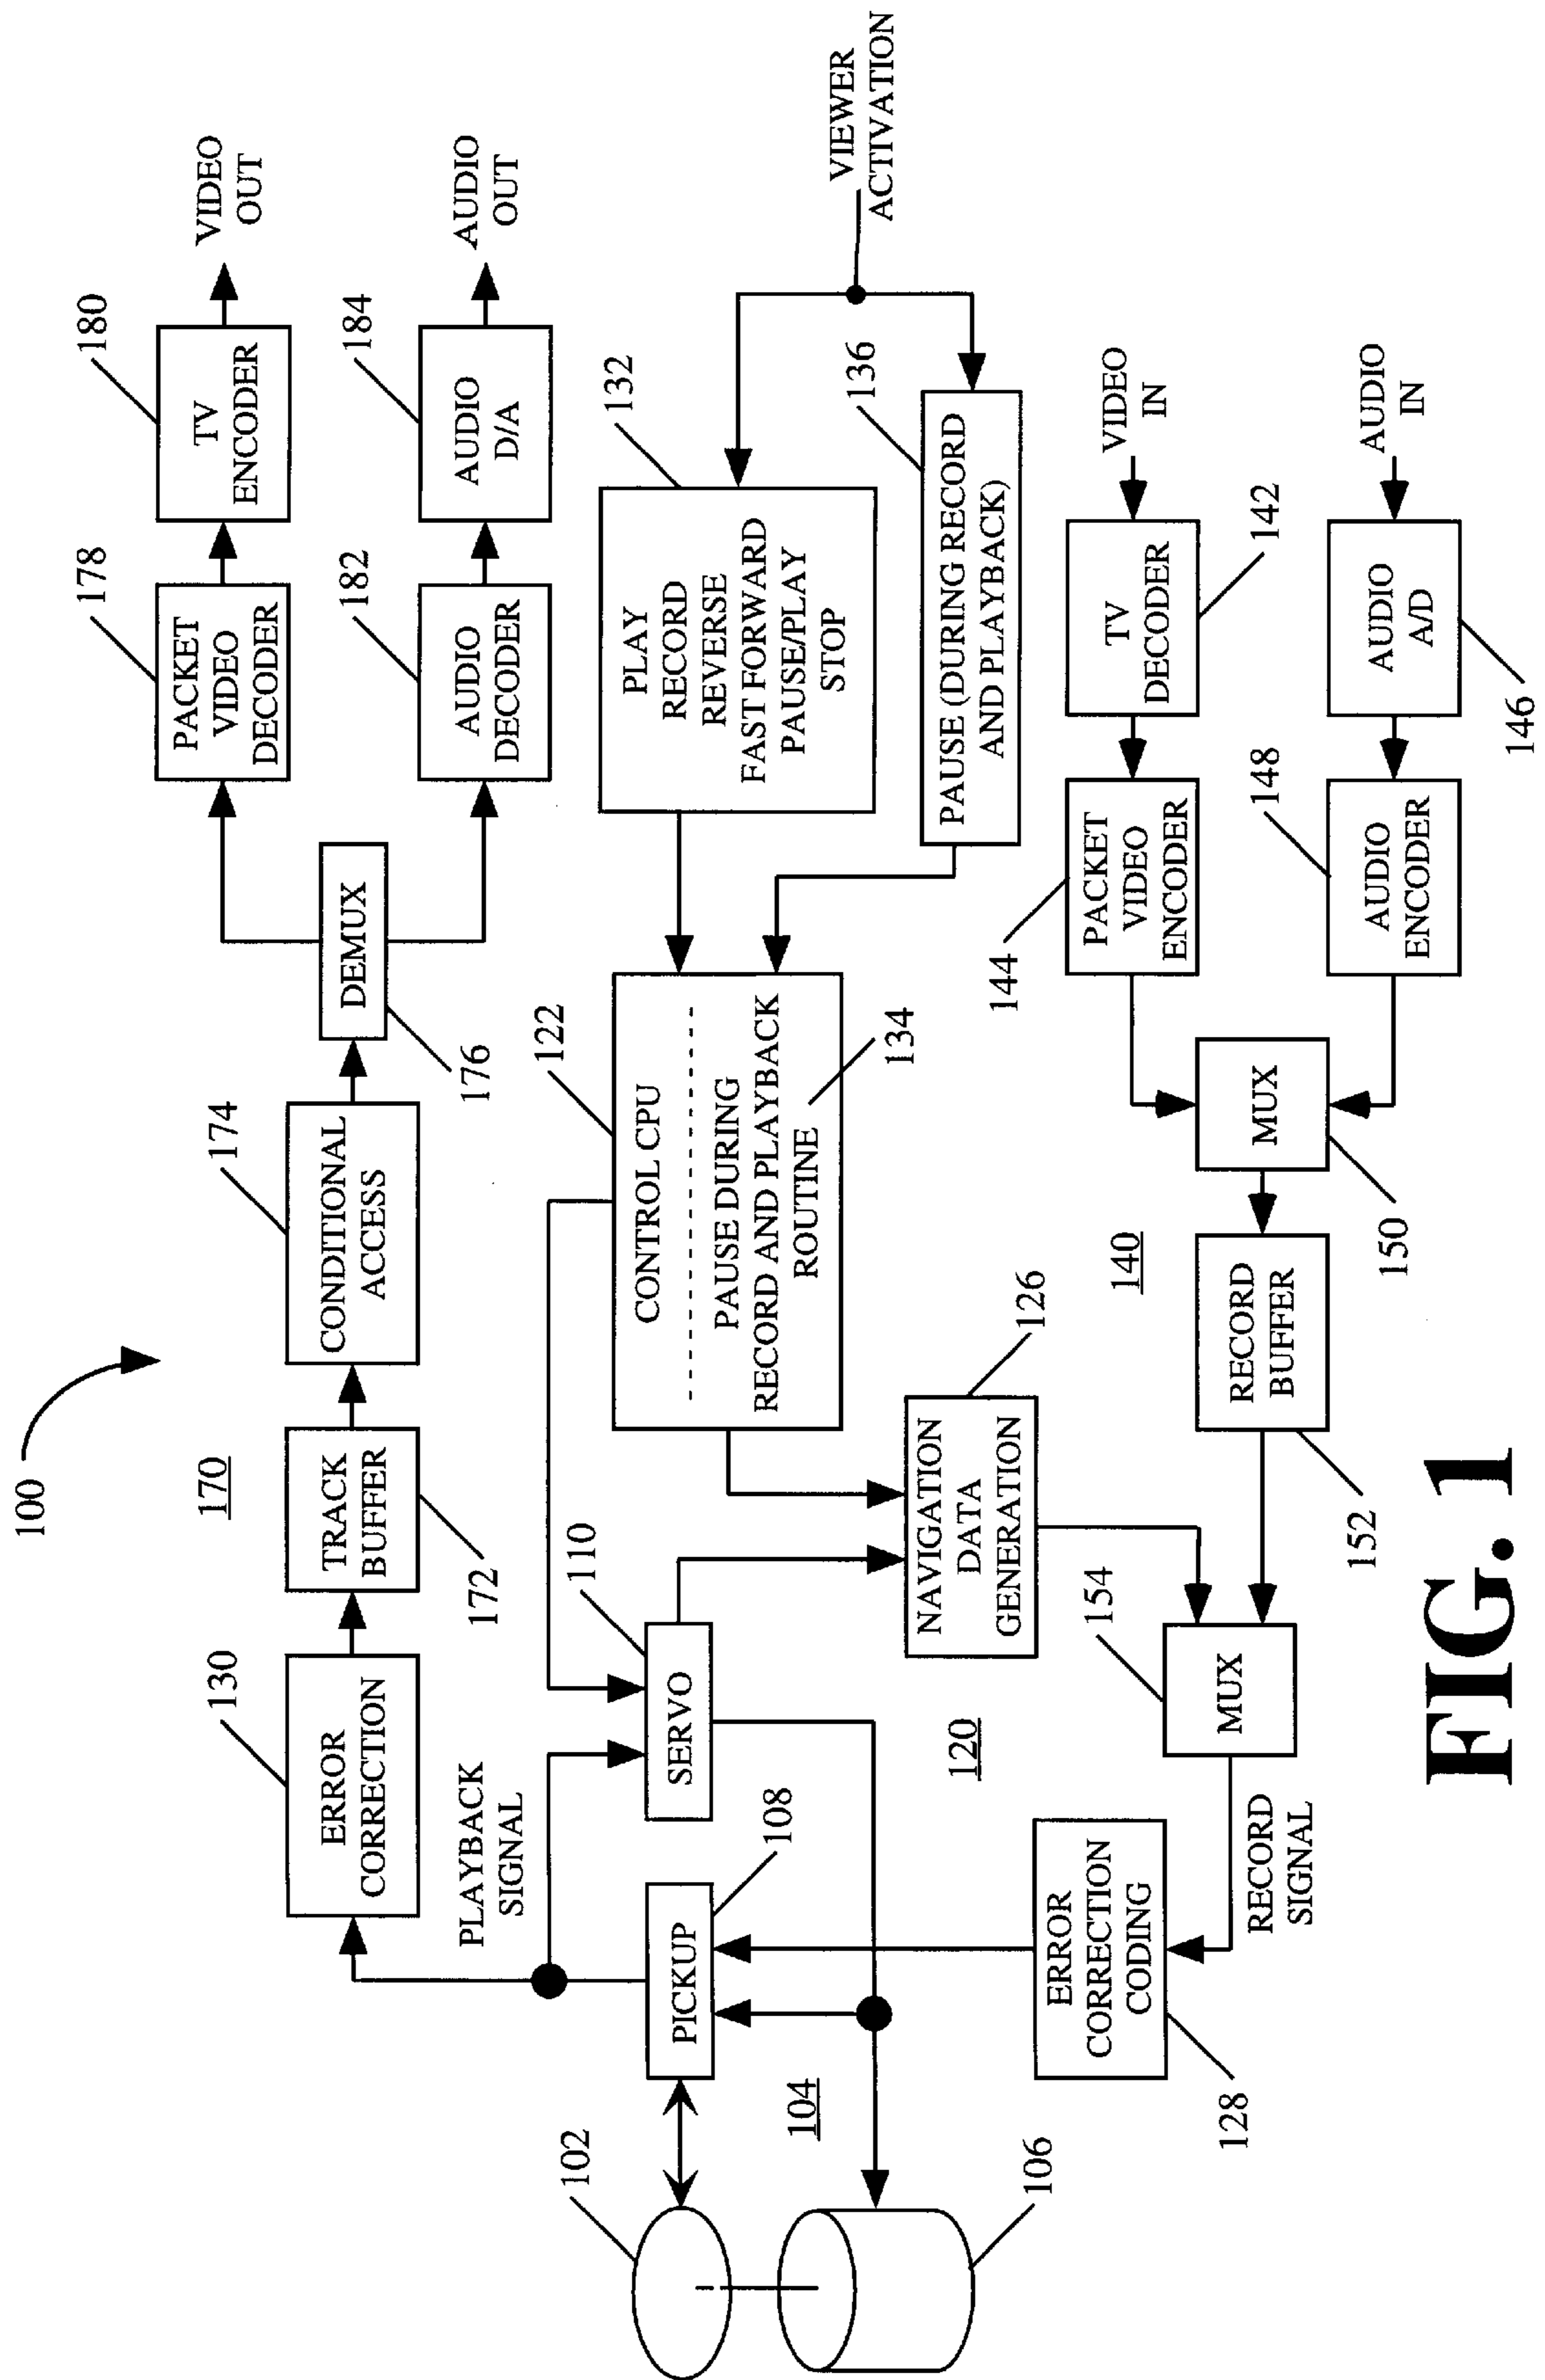 100
170
130
ERROR
CORRECTION
172
TRACK
BUFFER
174
CONDITIONAL
ACCESS
176
DEMUX
178
PACKET
VIDEO
DECODER
180
TV
ENCODER
VIDEO
OUT
182
AUDIO
DECODER
184
AUDIO
D/A
AUDIO
OUT
PLAYBACK
SIGNAL
102
104
106
108
PICKUP
110
SERVO
120
122
CONTROL CPU
PAUSE DURING
RECORD AND PLAYBACK
ROUTINE
134
132
PLAY
RECORD
REVERSE
FAST FORWARD
PAUSE/PLAY
STOP
136
PAUSE (DURING RECORD
AND PLAYBACK)
VIEWER
ACTIVATION
126
NAVIGATION
DATA
GENERATION
128
ERROR
CORRECTION
CODING
RECORD
SIGNAL
154
MUX
152
RECORD
BUFFER
140
150
MUX
144
PACKET
VIDEO
ENCODER
142
TV
DECODER
VIDEO
IN
148
AUDIO
ENCODER
146
AUDIO
A/D
AUDIO
IN
FIG. 1